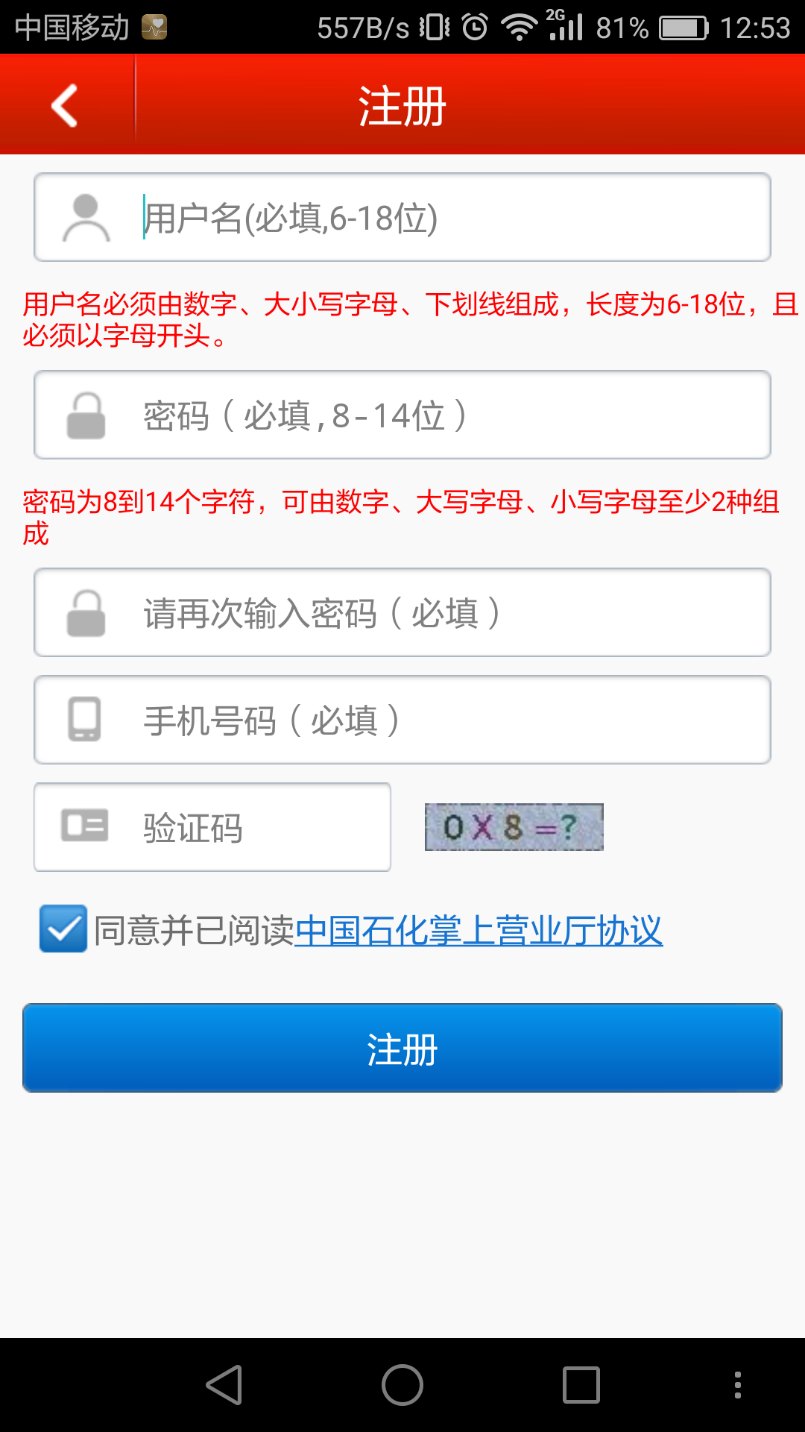 中国移动 557B/s 2G 81% 12:53
注册
用户名(必填,6-18位)
用户名必须由数字、大小写字母、下划线组成，长度为6-18位，且
必须以字母开头。
密码（必填,8-14位）
密码为8到14个字符，可由数字、大写字母、小写字母至少2种组
成
请再次输入密码（必填）
手机号码（必填）
验证码 0X8=?
同意并已阅读中国石化掌上营业厅协议
注册